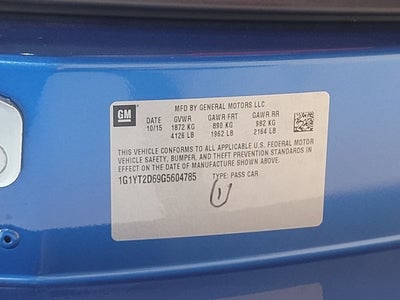 GM
MFD BY GENERAL MOTORS LLC
DATE GVWR GAWR FRT GAWR RR
10/15 1872 KG 890 KG 982 KG
4126 LB 1962 LB 2164 LB
THIS VEHICLE CONFORMS TO ALL APPLICABLE U.S. FEDERAL MOTOR
VEHICLE SAFETY, BUMPER, AND THEFT PREVENTION STANDARDS IN
EFFECT ON THE DATE OF MANUFACTURE SHOWN ABOVE.
1G1YT2D69G5604785 TYPE: PASS CAR
1